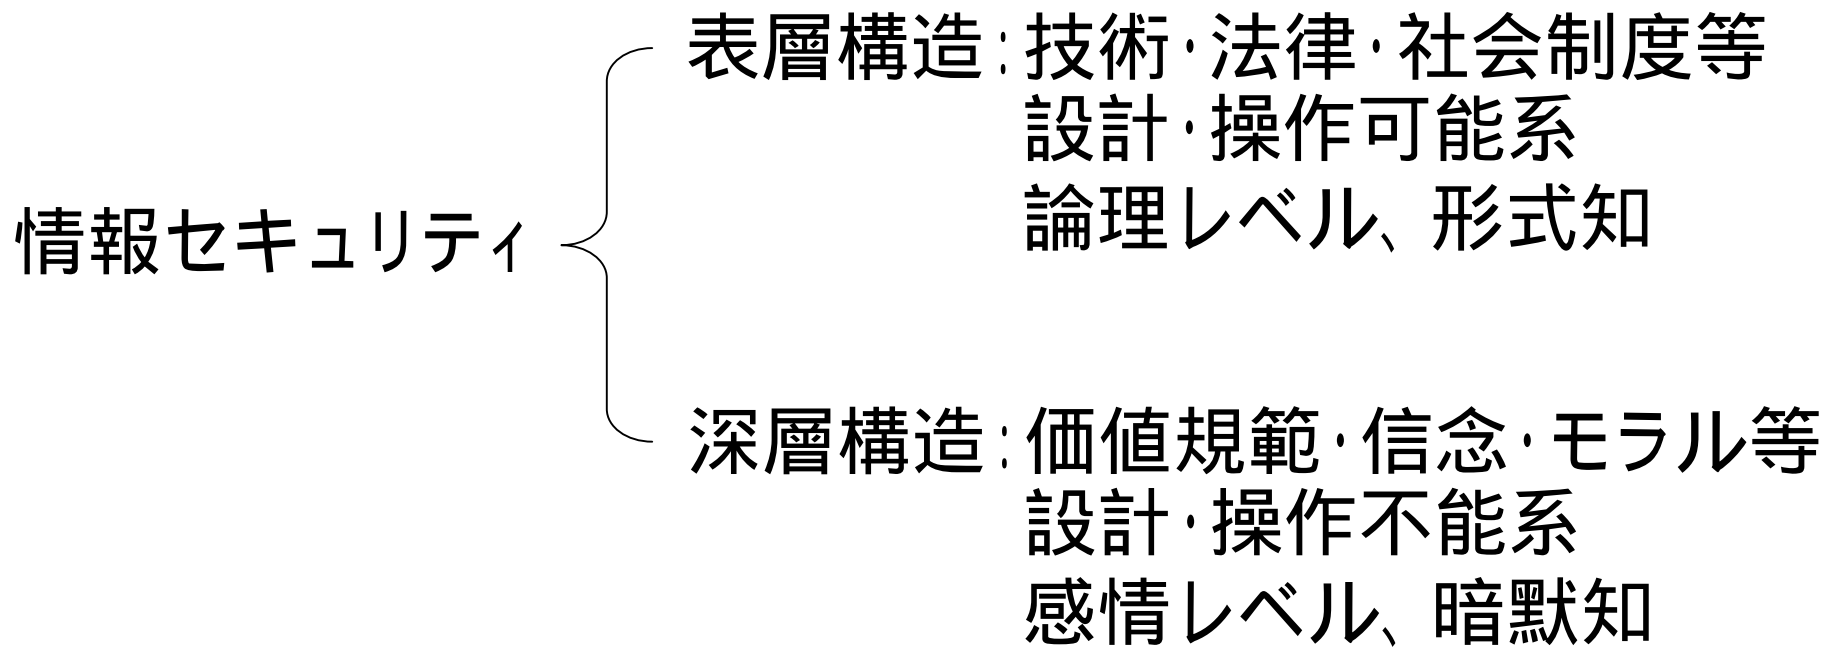 情報セキュリティ
表層構造:技術・法律・社会制度等
設計・操作可能系
論理レベル、形式知
深層構造:価値規範・信念・モラル等
設計・操作不能系
感情レベル、暗黙知